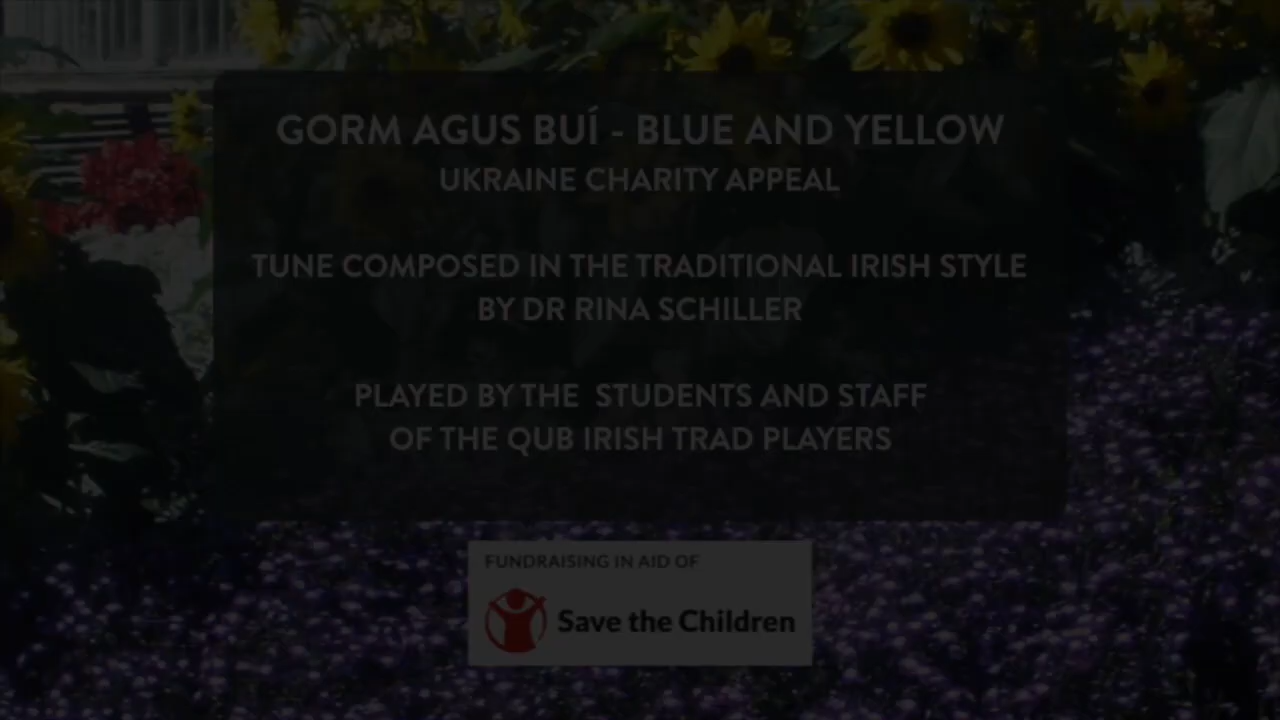 GORM AGUS BUÍ - BLUE AND YELLOW
UKRAINE CHARITY APPEAL
TUNE COMPOSED IN THE TRADITIONAL IRISH STYLE
BY DR RINA SCHILLER
PLAYED BY THE  STUDENTS AND STAFF
OF THE QUB IRISH TRAD PLAYERS
FUNDRAISING IN AID OF
Save the Children